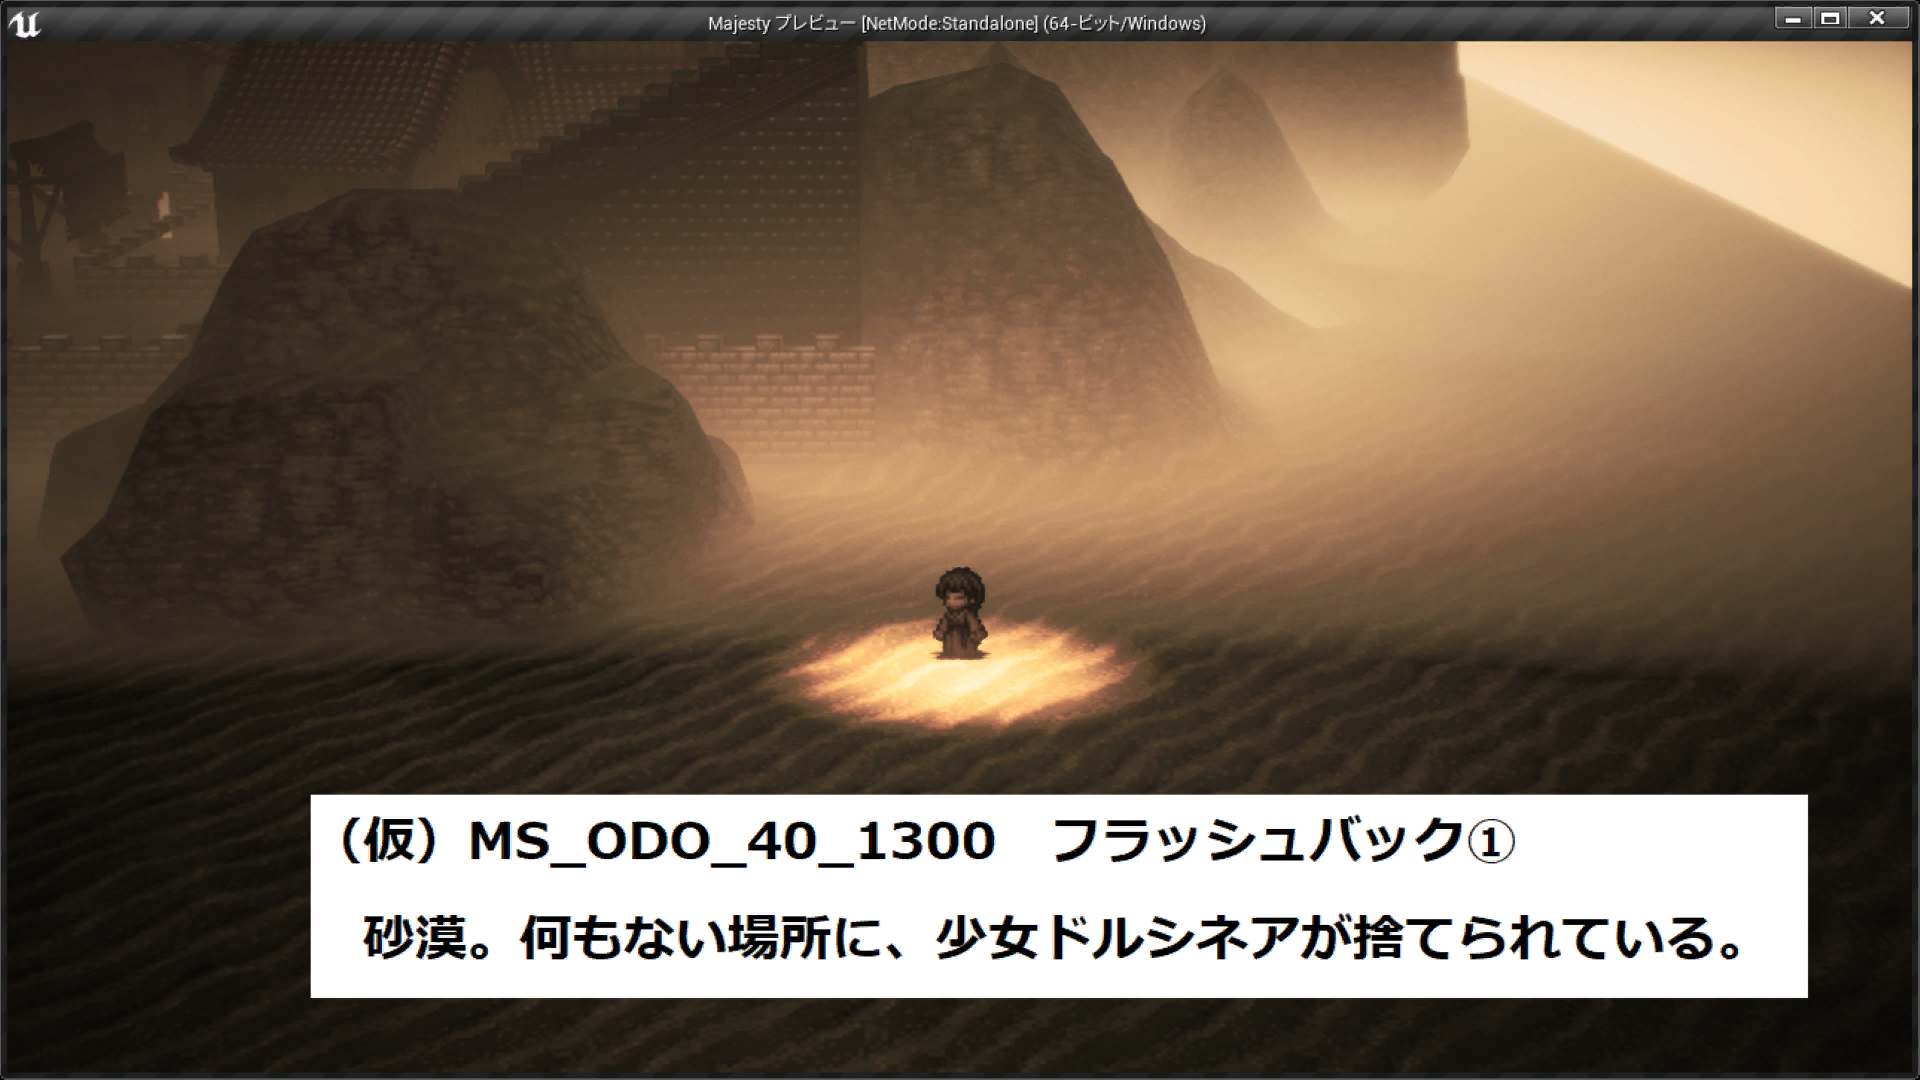 Majesty プレビュー [NetMode:Standalone] (64-ビット/Windows)
（仮）MS_ODO_40_1300　フラッシュバック①
砂漠。何もない場所に、少女ドルシネアが捨てられている。